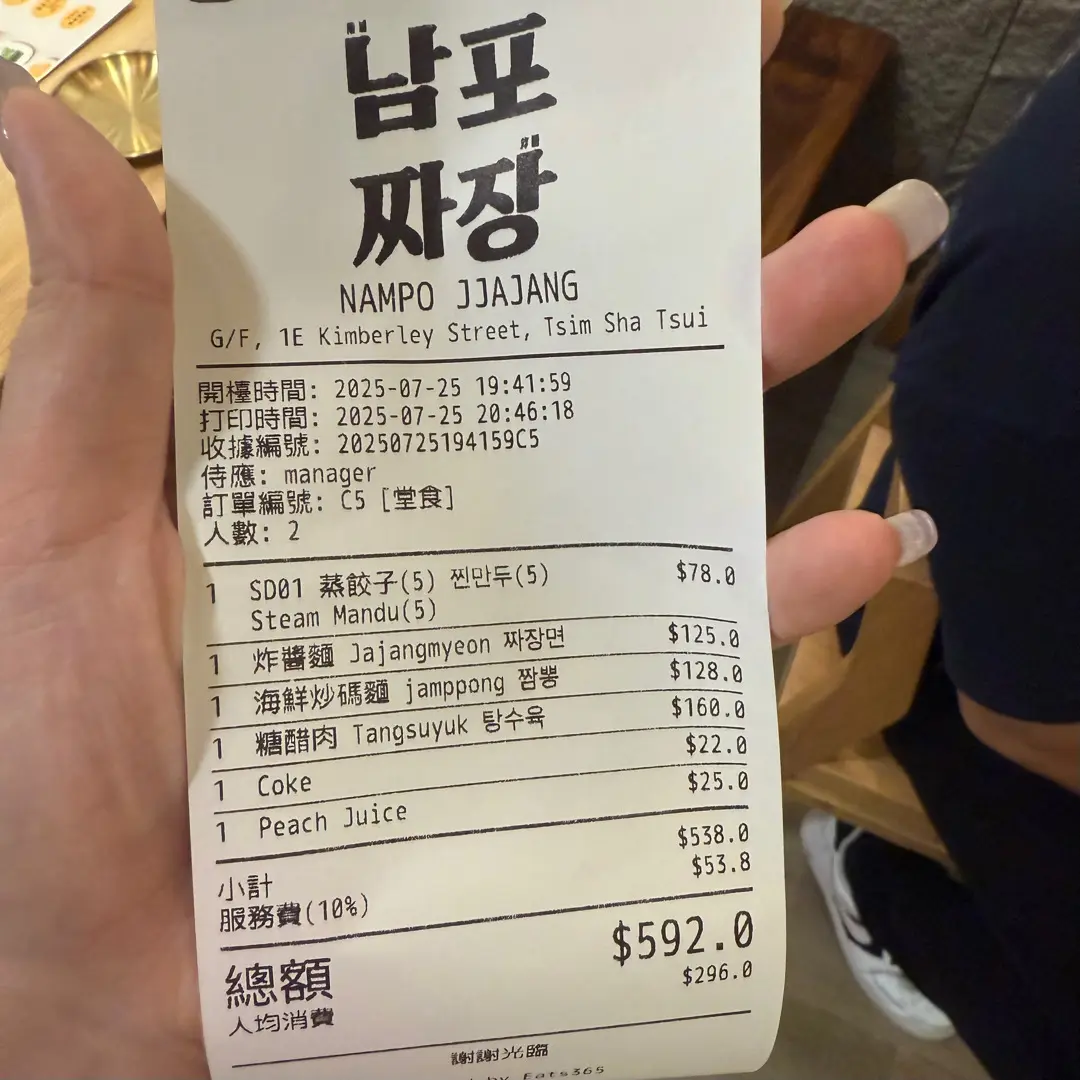 남포
짜장
NAMPO JJAJANG
G/F, 1E Kimberley Street, Tsim Sha Tsui
開檯時間: 2025-07-25 19:41:59
打印時間: 2025-07-25 20:46:18
收據編號: 20250725194159C5
侍應: manager
訂單編號: C5 [堂食]
人數: 2
1 SD01 蒸餃子(5) 찐만두(5) $78.0
Steam Mandu(5)
1 炸醬麵 Jajangmyeon 짜장면 $125.0
1 海鮮炒碼麵 jamppong 짬뽕 $128.0
1 糖醋肉 Tangsuyuk 탕수육 $160.0
1 Coke $22.0
1 Peach Juice $25.0
小計 $538.0
服務費(10%) $53.8
總額 $592.0
人均消費 $296.0
謝謝光臨
by Eats365